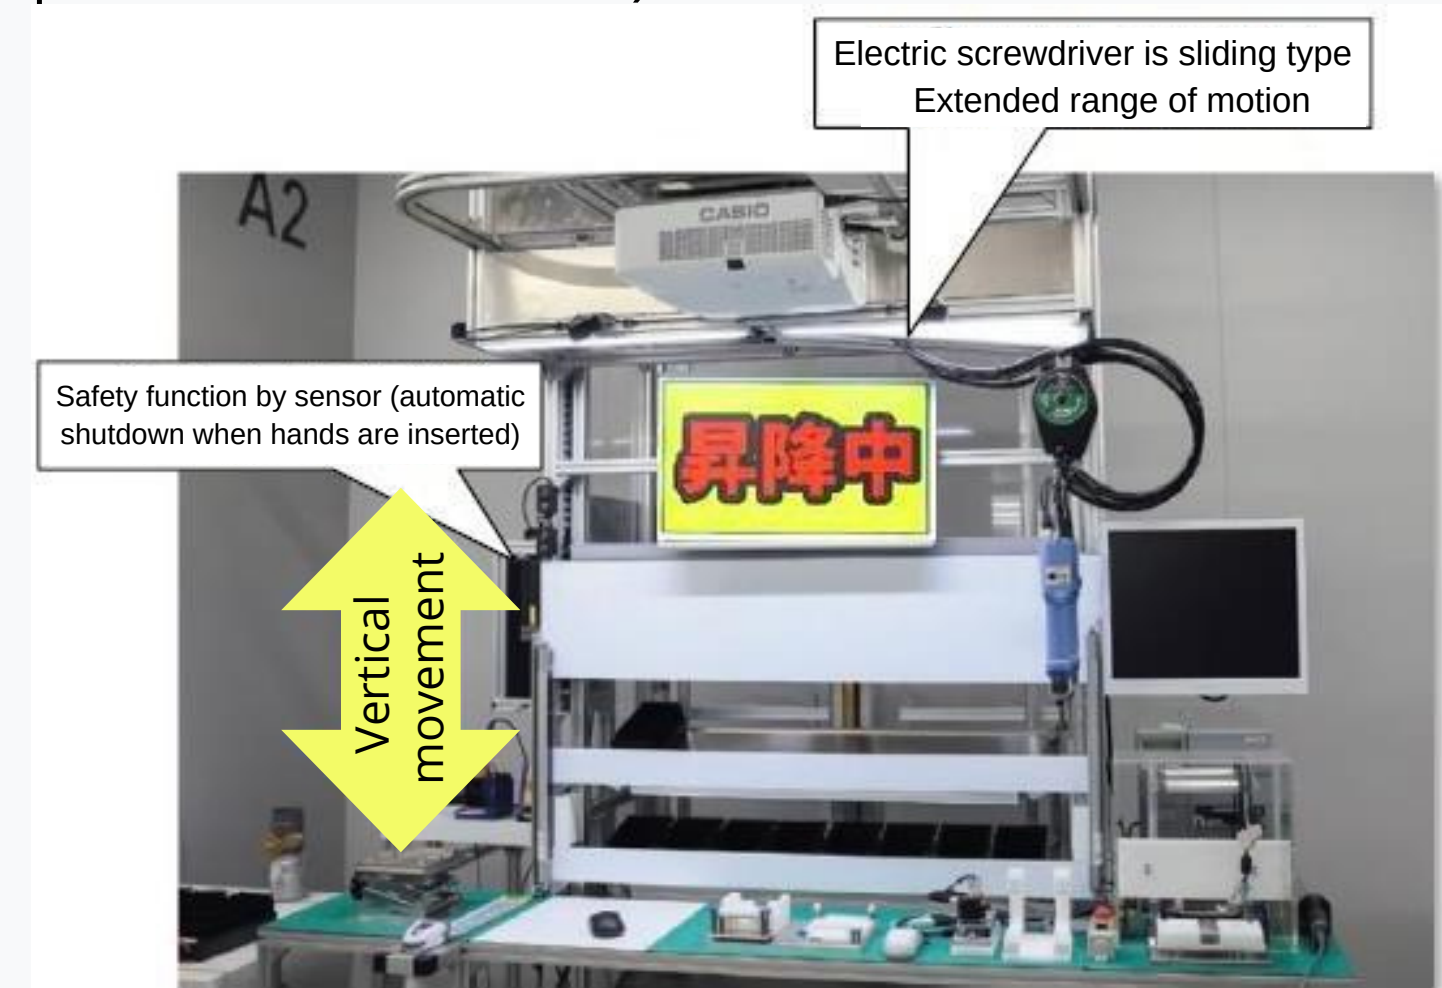 Electric screwdriver is sliding type
Extended range of motion
A2
CASIO
Safety function by sensor (automatic
shutdown when hands are inserted)
昇降中
Vertical
movement